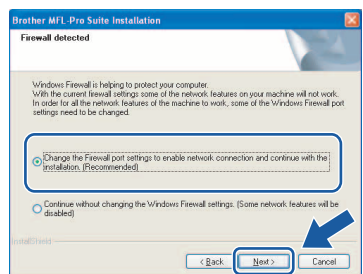 Brother MFL-Pro Suite Installation
Firewall detected
Windows Firewall is helping to protect your computer.
With the current firewall settings some of the network features on your machine will not work.
In order for all the network features of the machine to work, some of the Windows Firewall port
settings need to be changed.
Change the Firewall port settings to enable network connection and continue with the
installation. (Recommended)
Continue without changing the Windows Firewall settings. (Some network features will be
disabled)
InstallShield
< Back
Next >
Cancel